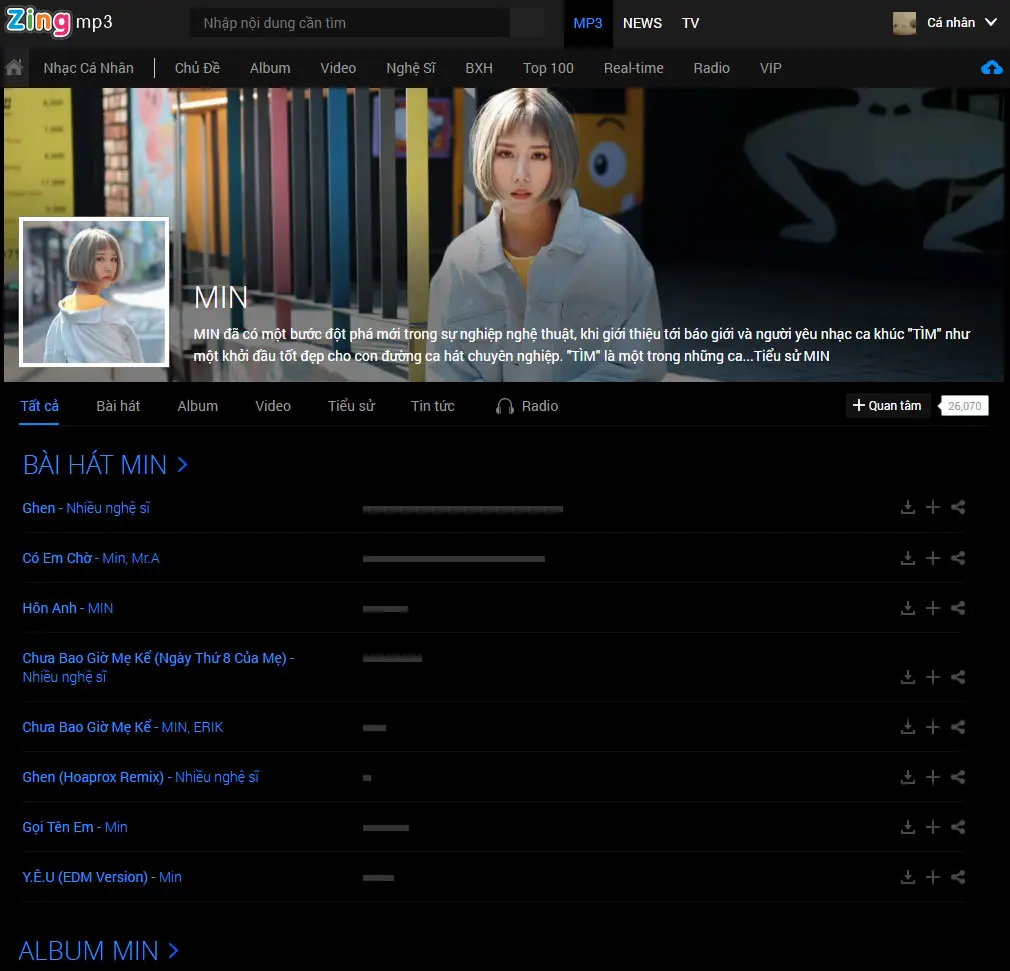 Zing mp3
Nhập nội dung cần tìm
MP3 NEWS TV
Cá nhân
Nhạc Cá Nhân Chủ Đề Album Video Nghệ Sĩ BXH Top 100 Real-time Radio VIP
MIN
MIN đã có một bước đột phá mới trong sự nghiệp nghệ thuật, khi giới thiệu tới báo giới và người yêu nhạc ca khúc "TÌM" như
một khởi đầu tốt đẹp cho con đường ca hát chuyên nghiệp. "TÌM" là một trong những ca...Tiểu sử MIN
Tất cả Bài hát Album Video Tiểu sử Tin tức Radio
+ Quan tâm 26,070
BÀI HÁT MIN >
Ghen - Nhiều nghệ sĩ
Có Em Chờ - Min, Mr.A
Hôn Anh - MIN
Chưa Bao Giờ Mẹ Kể (Ngày Thứ 8 Của Mẹ) -
Nhiều nghệ sĩ
Chưa Bao Giờ Mẹ Kể - MIN, ERIK
Ghen (Hoaprox Remix) - Nhiều nghệ sĩ
Gọi Tên Em - Min
Y.Ê.U (EDM Version) - Min
ALBUM MIN >